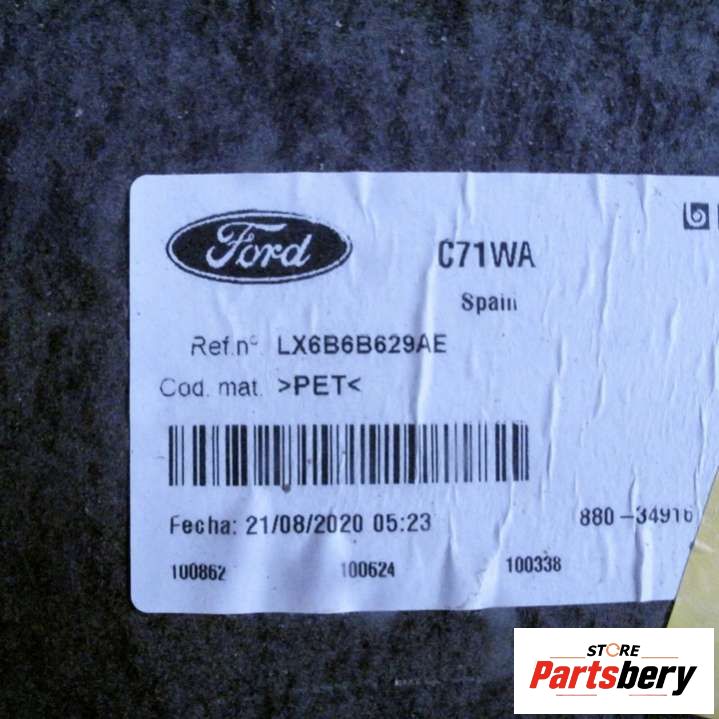 Ford
C71WA
Spain
Ref.nº. LX6B6B629AE
Cod. mat. >PET<
Fecha: 21/08/2020 05:23
880-34916
100862 100624 100338
STORE
Partsbery